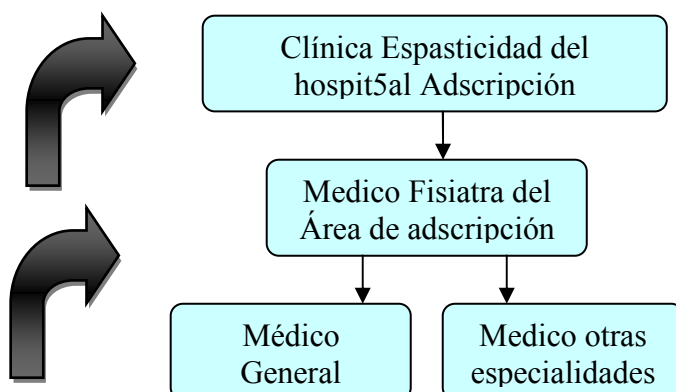 Clínica Espasticidad del
hospit5al Adscripción
Medico Fisiatra del
Área de adscripción
Médico
General
Medico otras
especialidades